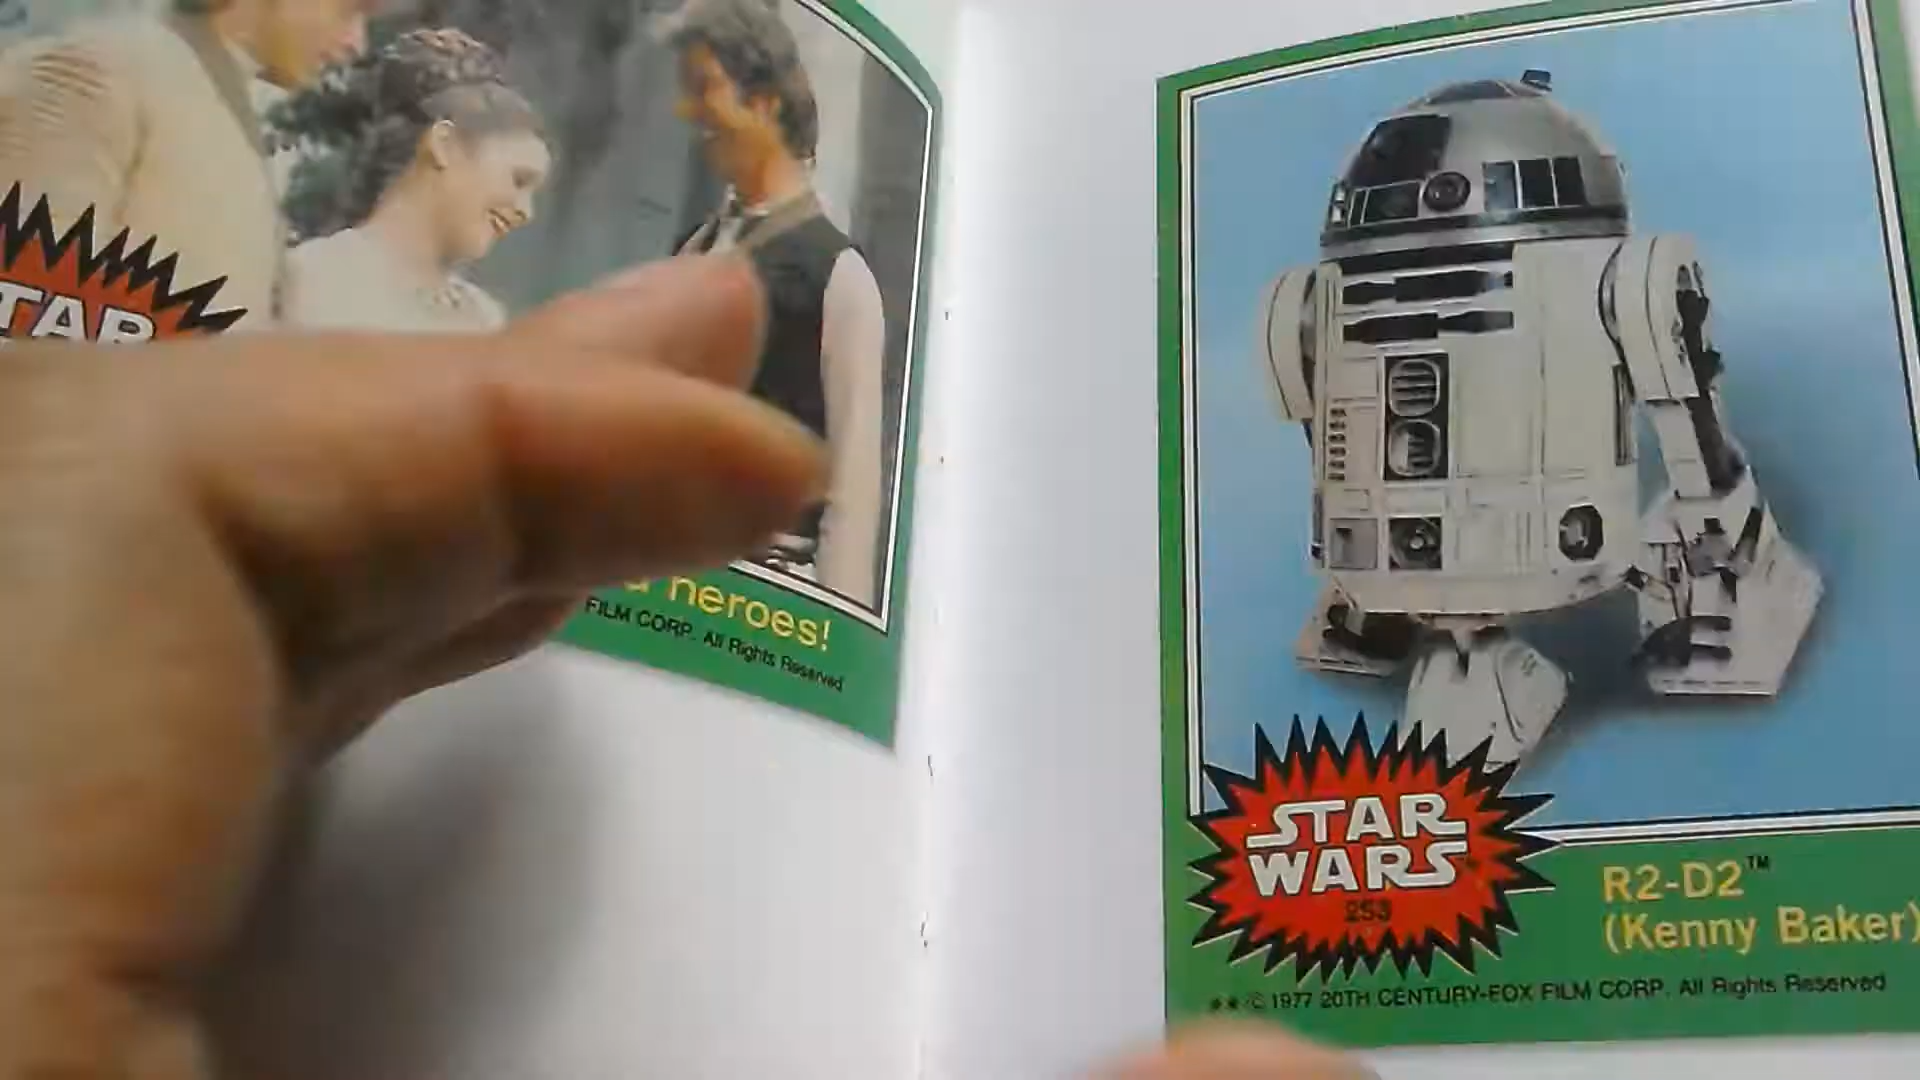 TAR
heroes!
FILM CORP. All Rights Reserved
STAR
WARS
253
R2-D2™
(Kenny Baker)
★★ © 1977 20TH CENTURY-FOX FILM CORP. All Rights Reserved